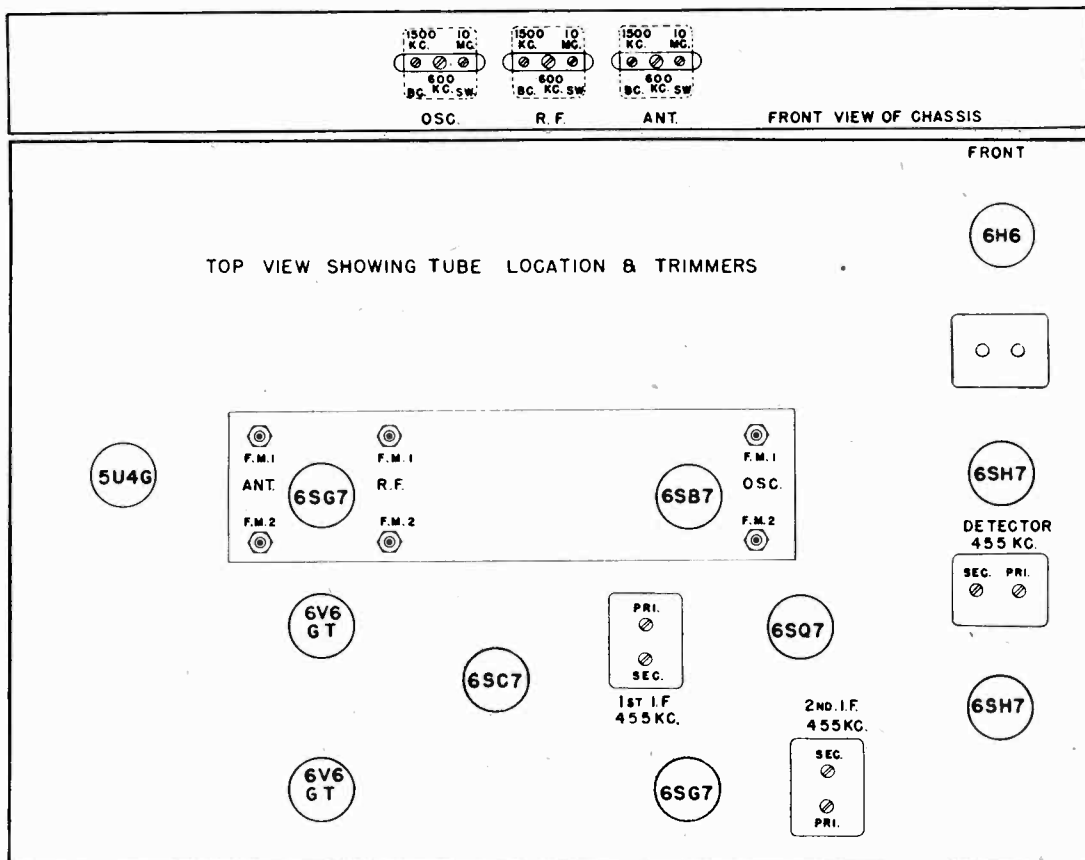 1500 10
KC. MC.
600
BC. KC. SW.
OSC.
1500 10
KC. MC.
600
BC. KC. SW
R. F.
1500 10
KC. MC.
600
BC. KC. SW
ANT.
FRONT VIEW OF CHASSIS
FRONT
6H6
TOP VIEW SHOWING TUBE LOCATION & TRIMMERS
5U4G
F.M.1
ANT.
F.M.2
6SG7
F.M.1
R.F.
F.M.2
6SB7
F.M.1
OSC.
F.M.2
6SH7
DETECTOR
455 KC.
SEC. PRI.
6V6
GT
6SC7
PRI.
SEC.
1ST I.F
455KC.
6SQ7
6SH7
2ND. I.F.
455KC.
SEC.
PRI.
6V6
GT
6SG7